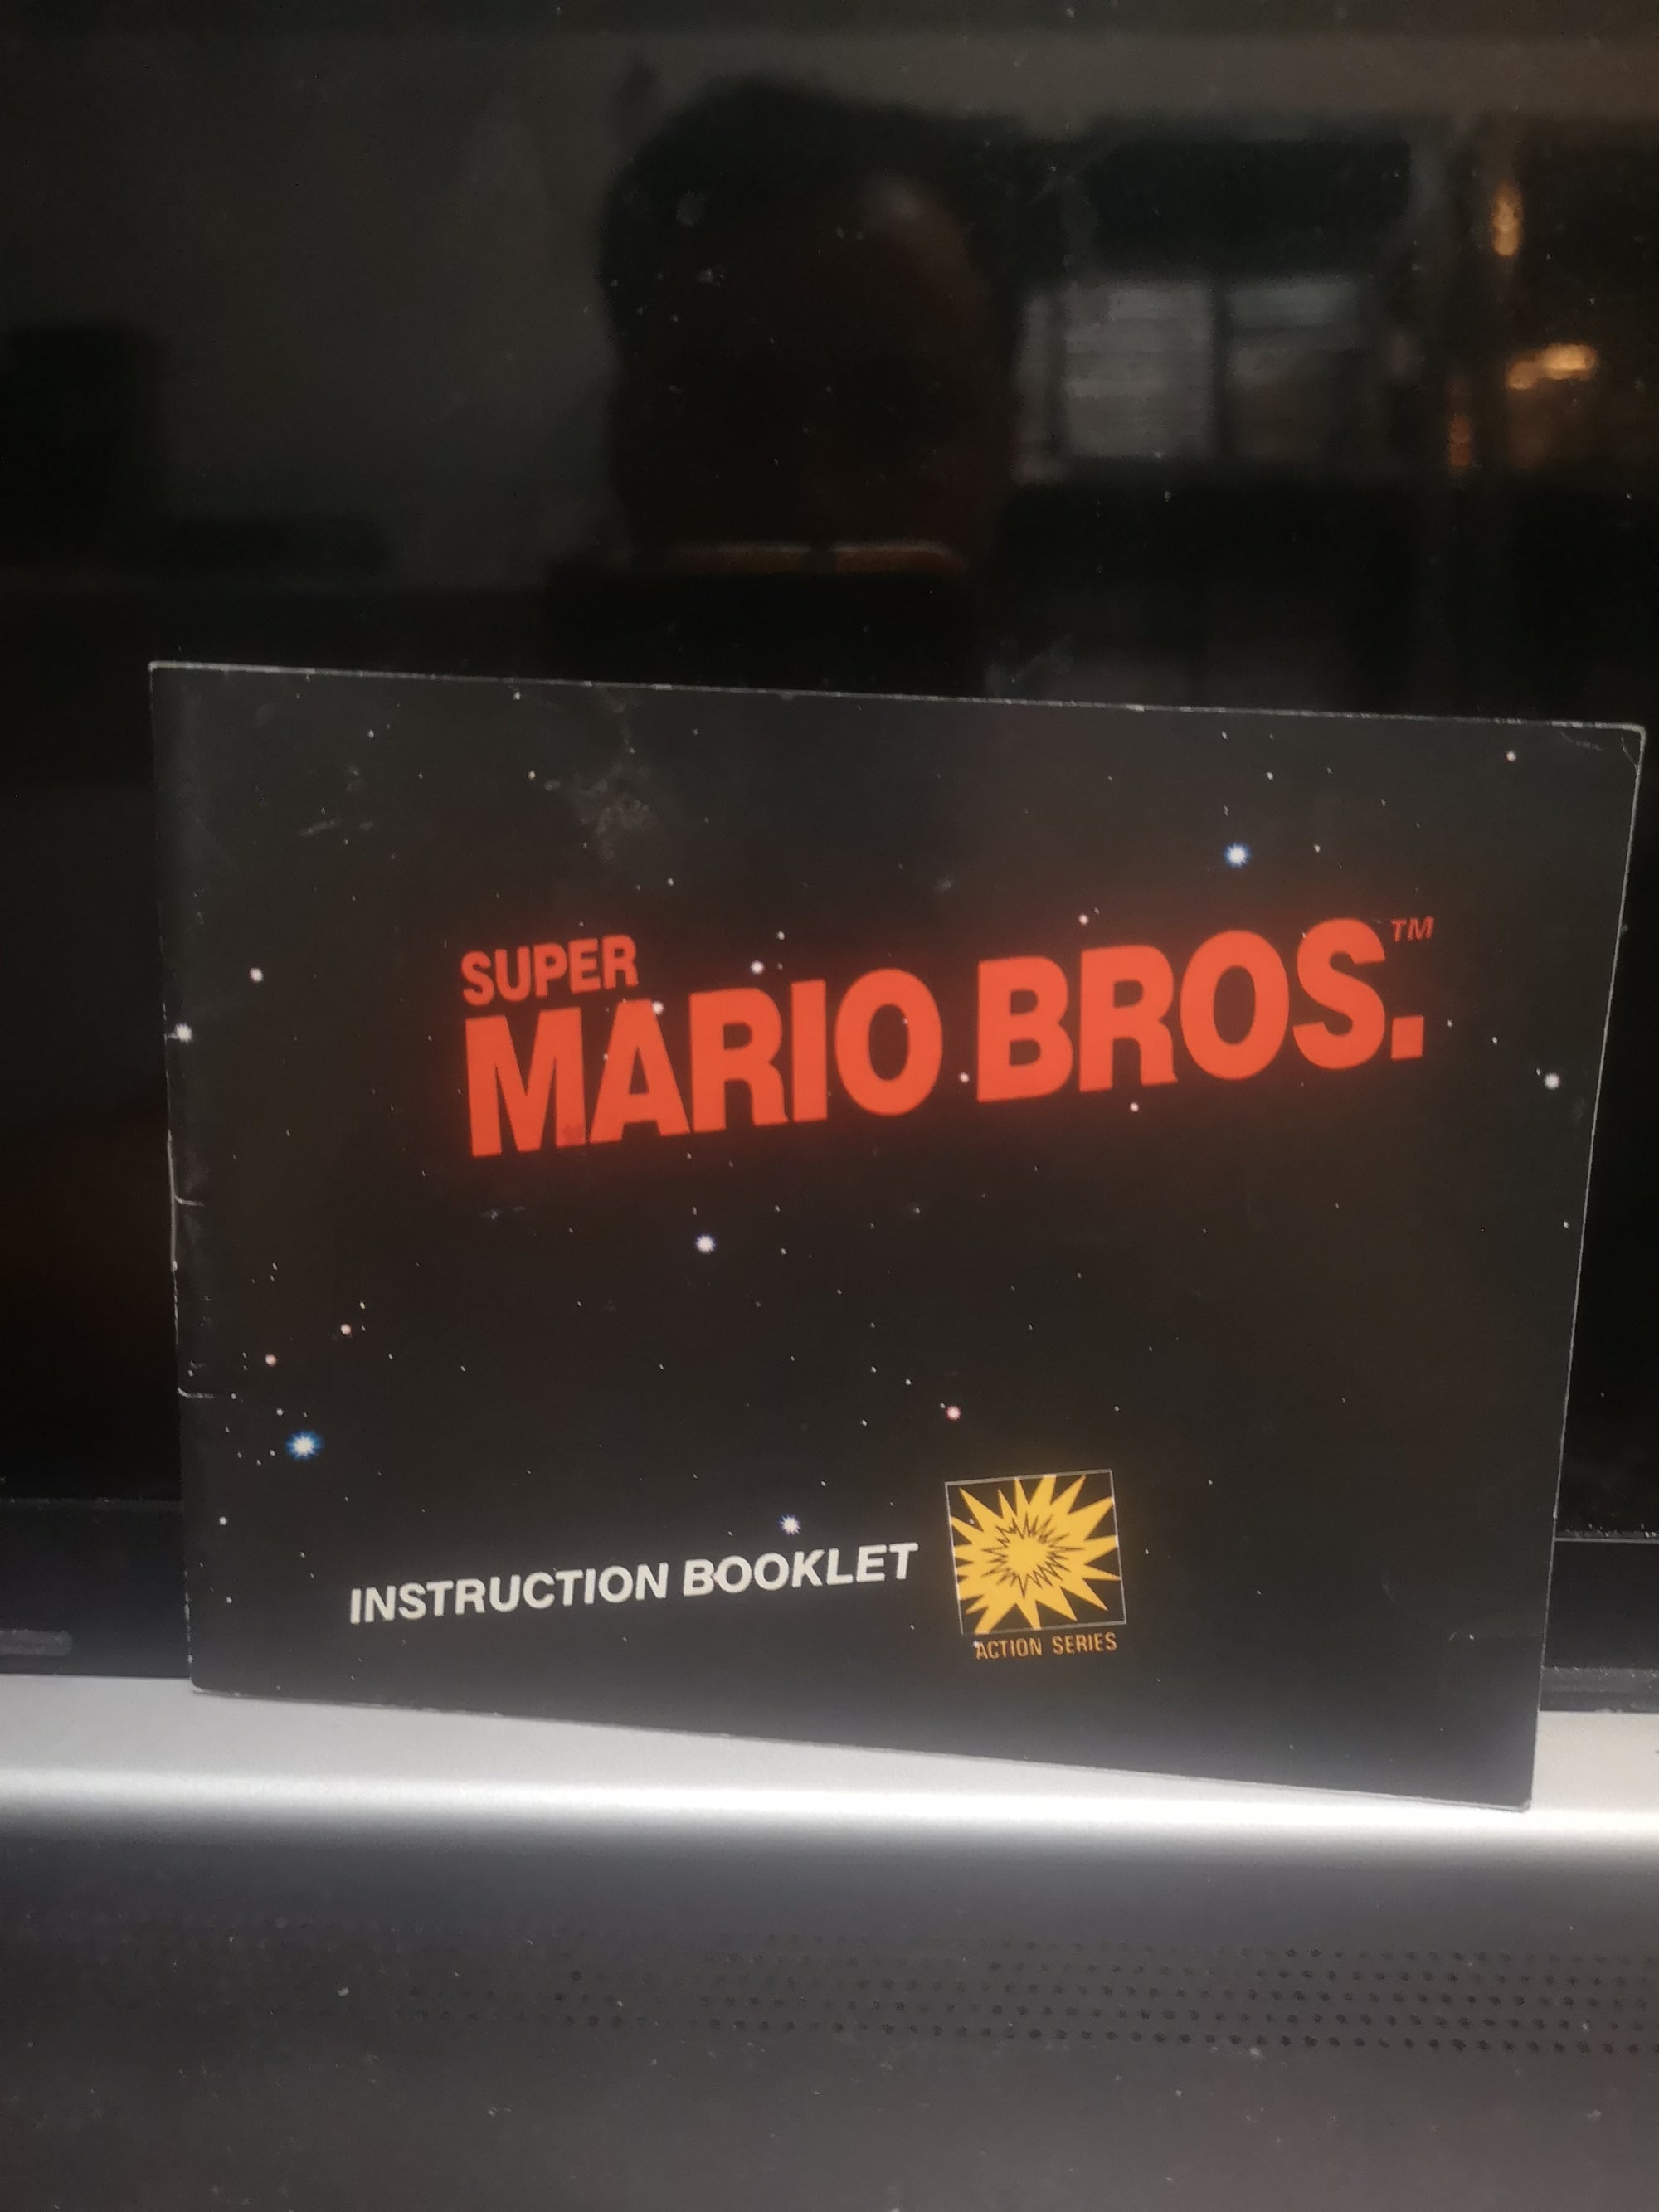 SUPER
MARIO BROS.™
INSTRUCTION BOOKLET
ACTION SERIES